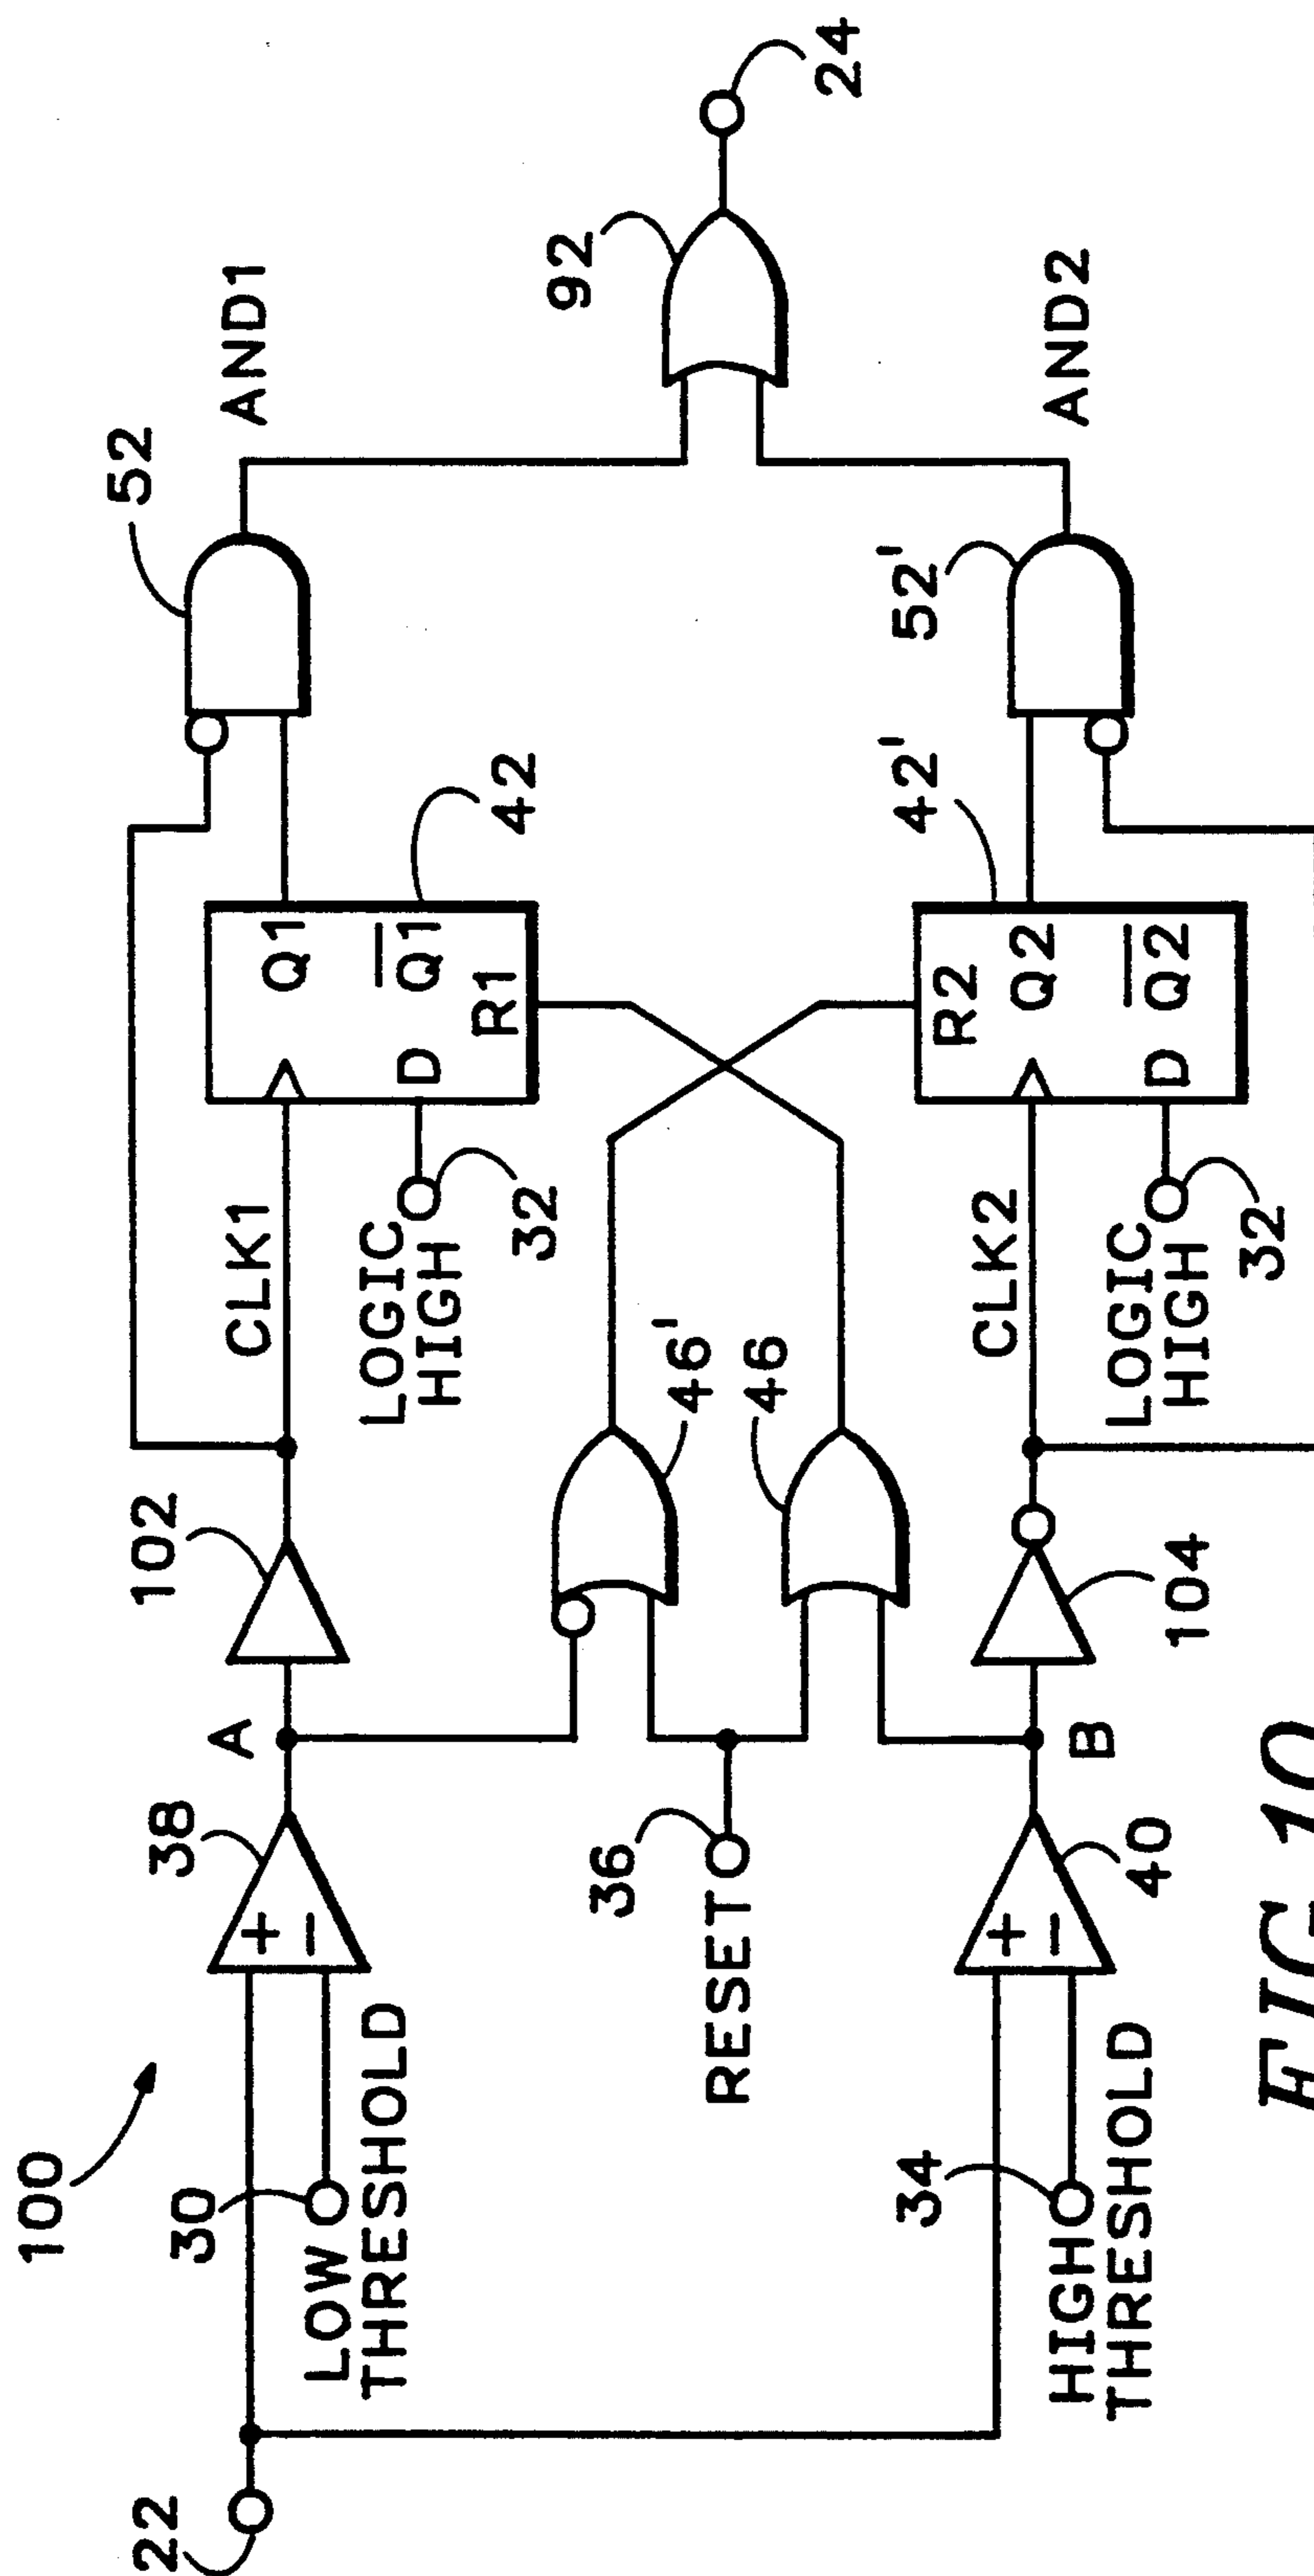 100
22
30
LOW
THRESHOLD
38
A
102
CLK1
LOGIC
HIGH
32
Q1
Q1
D
R1
42
52
AND1
RESET
36
46'
46
92
24
34
HIGH
THRESHOLD
40
B
104
CLK2
LOGIC
HIGH
32
R2
Q2
D
Q2
42'
52'
AND2